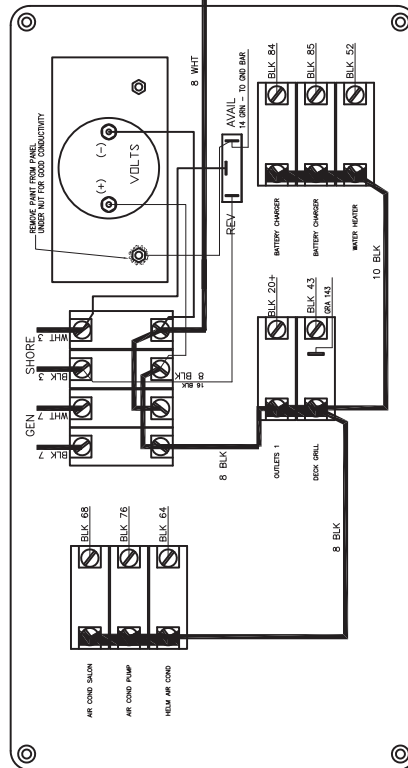 8 WHT
REMOVE PAINT FROM PANEL
UNDER NUT FOR GOOD CONDUCTIVITY
(+) (-)
VOLTS
REV
AVAIL
14 GRN - TO GND BAR
BLK 84
BLK 85
BLK 52
BATTERY CHARGER
BATTERY CHARGER
WATER HEATER
10 BLK
SHORE
WHT 3
BLK 3
GEN
WHT 7
BLK 7
8 BLK
16 BLK
8 BLK
BLK 20+
BLK 43
GRA 143
OUTLETS 1
DECK GRILL
8 BLK
BLK 68
BLK 76
BLK 64
AIR COND SALON
AIR COND PUMP
HELM AIR COND